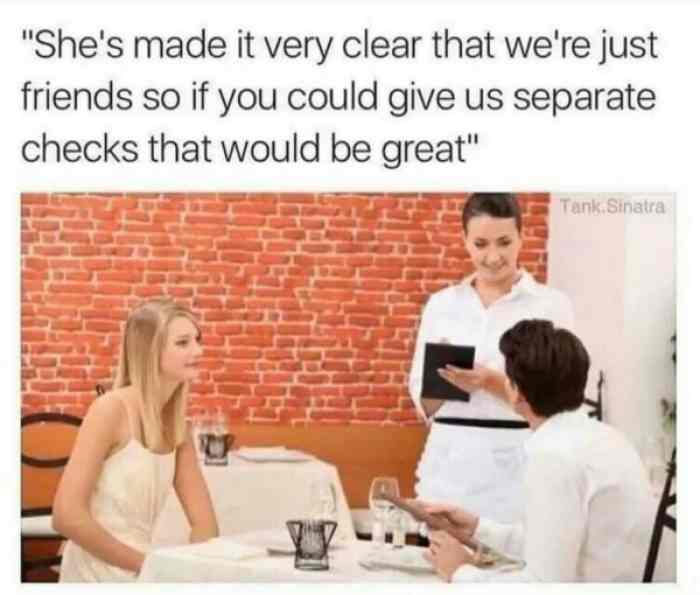 "She's made it very clear that we're just
friends so if you could give us separate
checks that would be great"
Tank.Sinatra